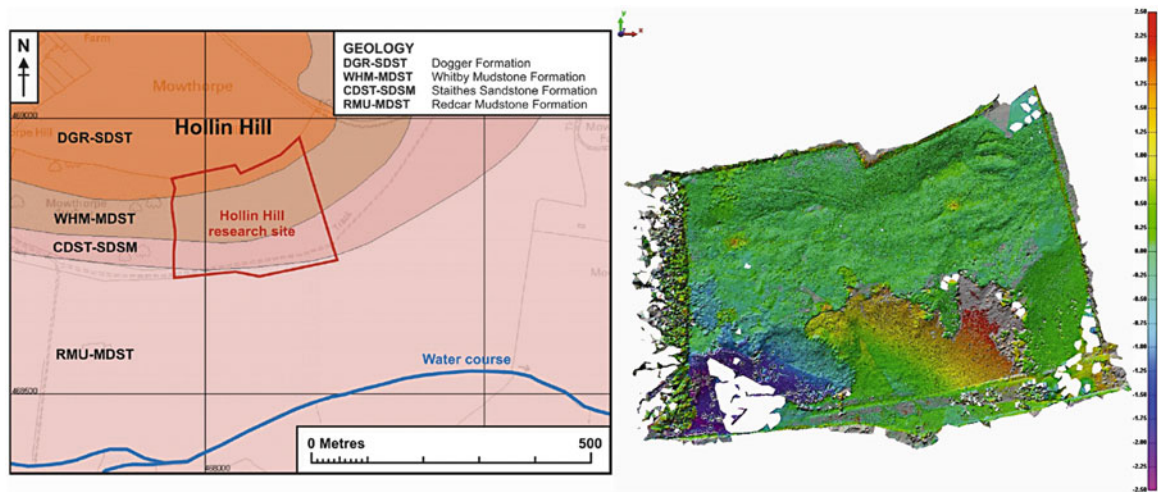 N
GEOLOGY
DGR-SDST Dogger Formation
WHM-MDST Whitby Mudstone Formation
CDST-SDSM Staithes Sandstone Formation
RMU-MDST Redcar Mudstone Formation
Farm
Mowthorpe
Hollin Hill
DGR-SDST
WHM-MDST
Hollin Hill
research site
CDST-SDSM
Track
RMU-MDST
Water course
0 Metres 500
498000
Y
X
2.50
2.25
2.00
1.75
1.50
1.25
1.00
0.75
0.50
0.25
0.00
-0.25
-0.50
-0.75
-1.00
-1.25
-1.50
-1.75
-2.00
-2.25
-2.50